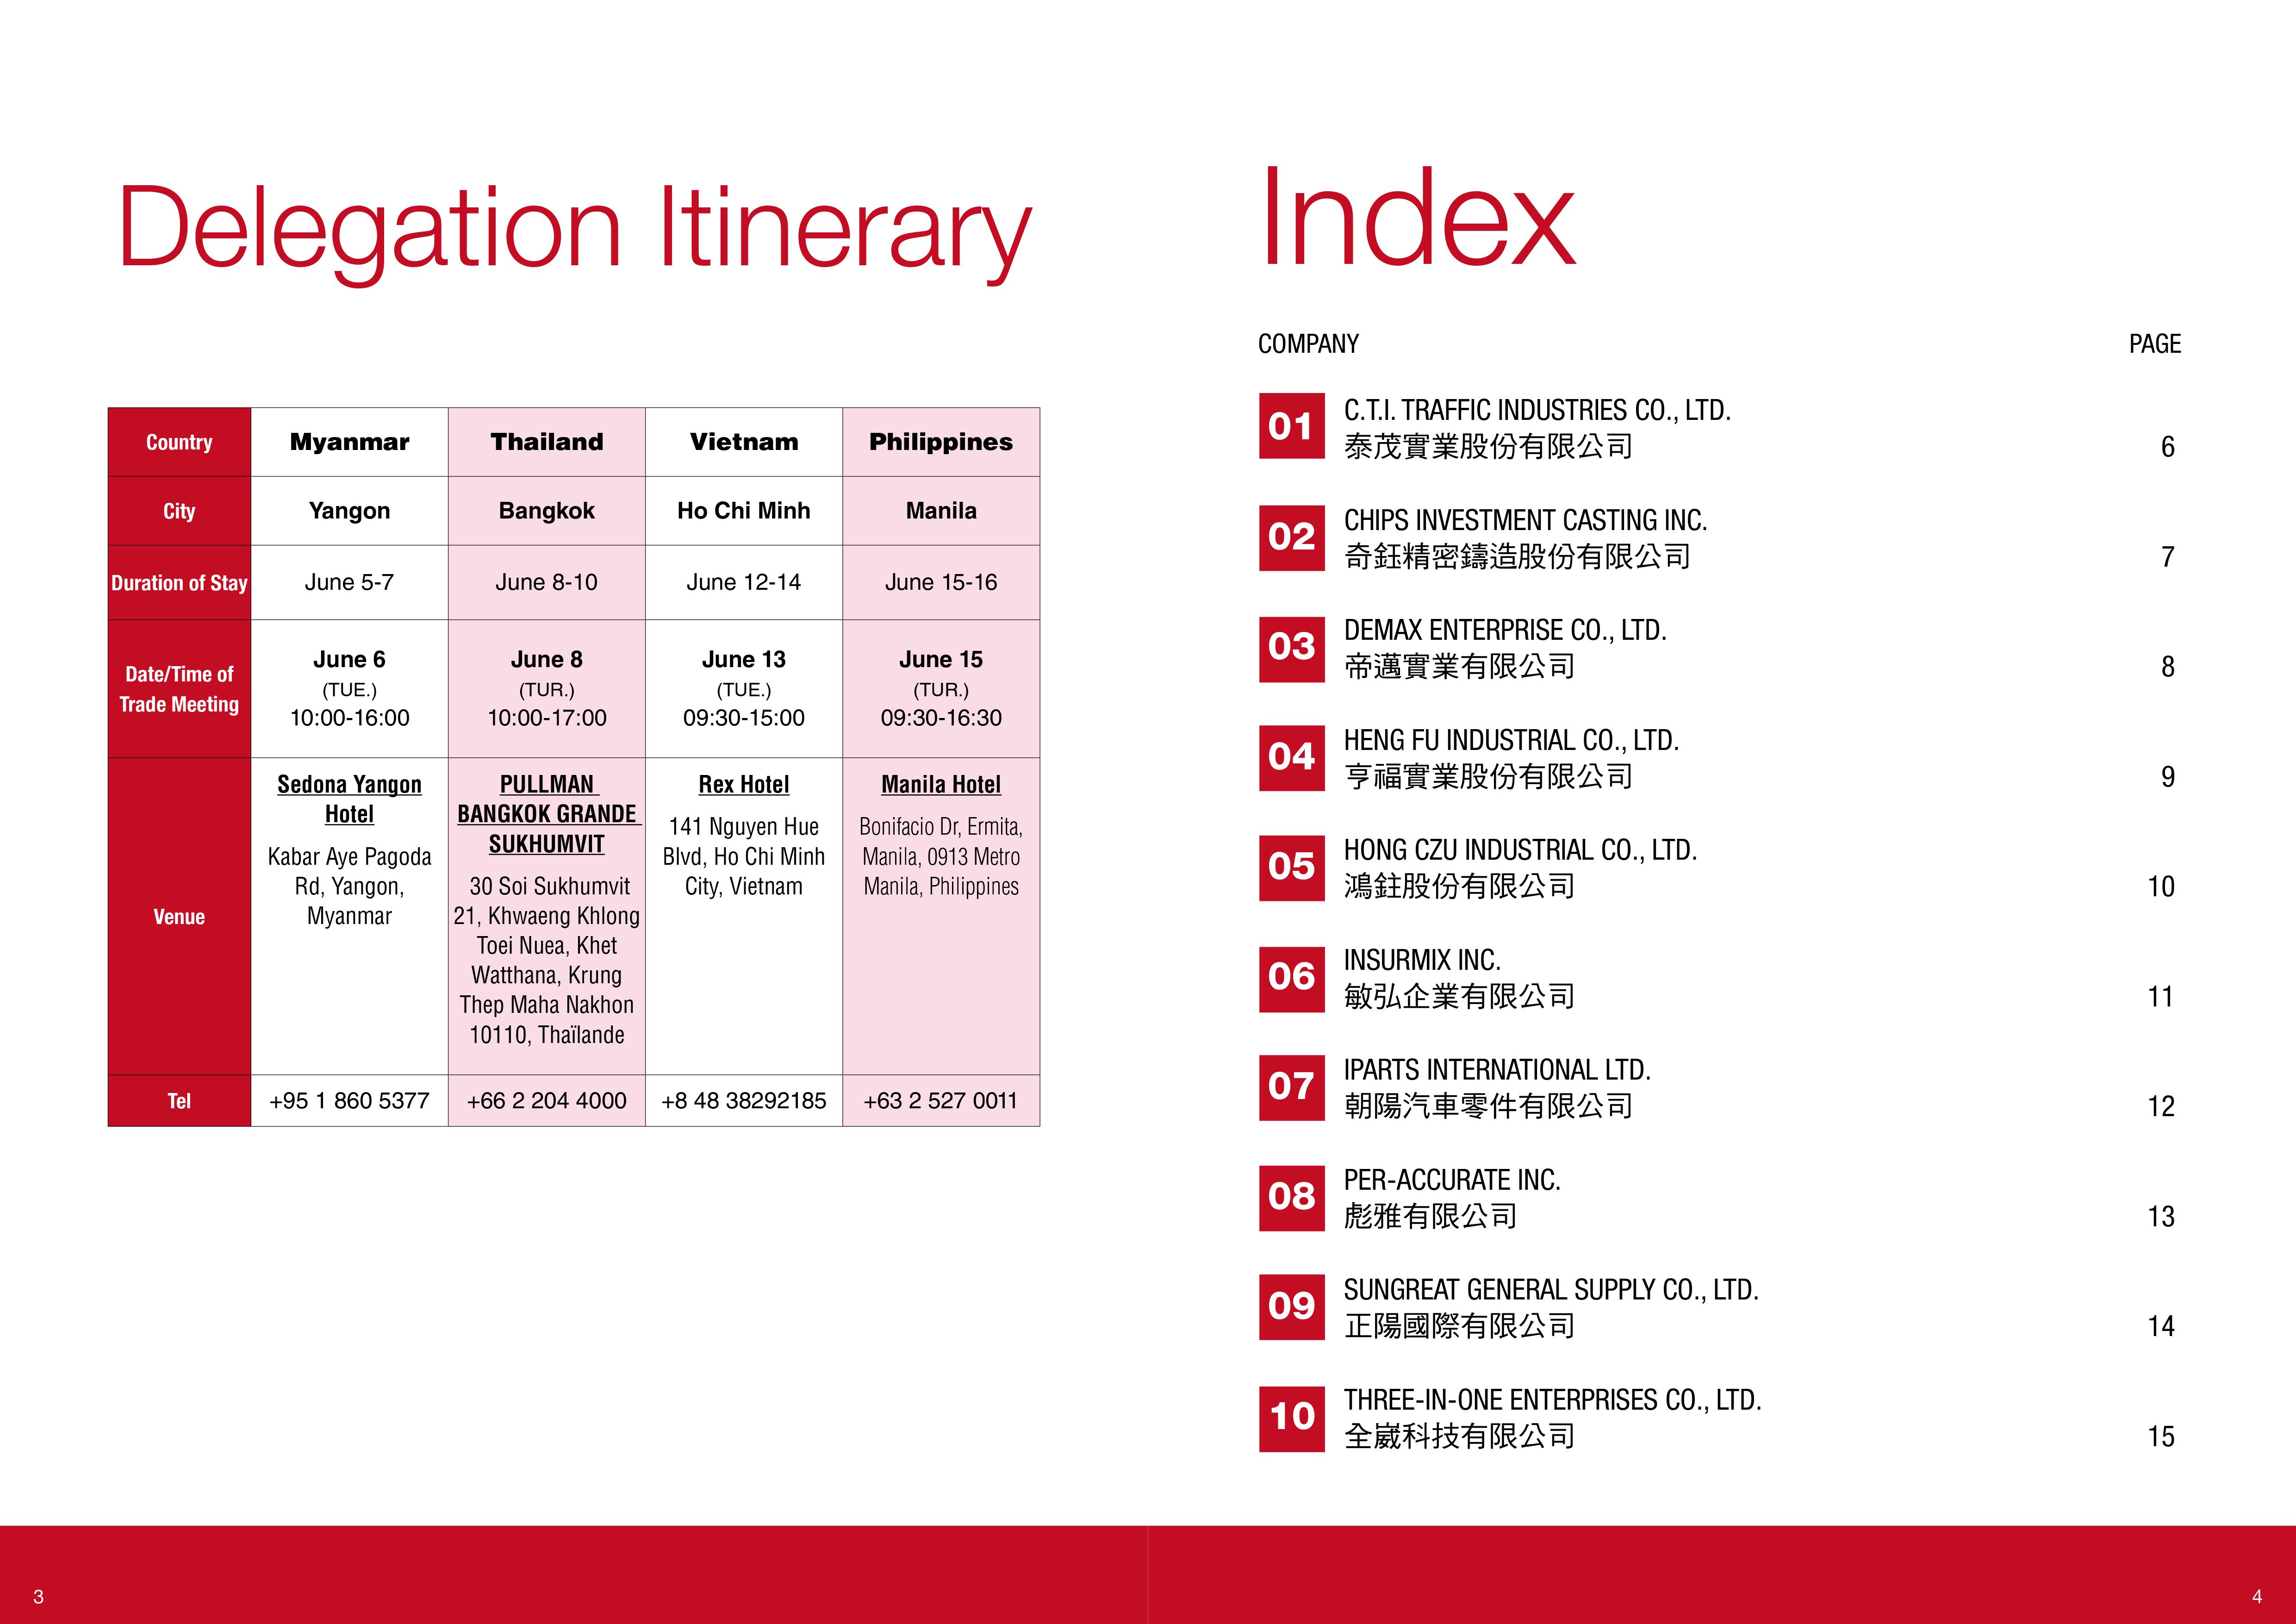 Delegation Itinerary
Country Myanmar Thailand Vietnam Philippines
City Yangon Bangkok Ho Chi Minh Manila
Duration of Stay June 5-7 June 8-10 June 12-14 June 15-16
Date/Time of
Trade Meeting
June 6
(TUE.)
10:00-16:00
June 8
(TUR.)
10:00-17:00
June 13
(TUE.)
09:30-15:00
June 15
(TUR.)
09:30-16:30
Venue
Sedona Yangon
Hotel
Kabar Aye Pagoda
Rd, Yangon,
Myanmar
PULLMAN
BANGKOK GRANDE
SUKHUMVIT
30 Soi Sukhumvit
21, Khwaeng Khlong
Toei Nuea, Khet
Watthana, Krung
Thep Maha Nakhon
10110, Thaïlande
Rex Hotel
141 Nguyen Hue
Blvd, Ho Chi Minh
City, Vietnam
Manila Hotel
Bonifacio Dr, Ermita,
Manila, 0913 Metro
Manila, Philippines
Tel +95 1 860 5377 +66 2 204 4000 +8 48 38292185 +63 2 527 0011
3
Index
COMPANY PAGE
01 C.T.I. TRAFFIC INDUSTRIES CO., LTD.
泰茂實業股份有限公司 6
02 CHIPS INVESTMENT CASTING INC.
奇鈺精密鑄造股份有限公司 7
03 DEMAX ENTERPRISE CO., LTD.
帝邁實業有限公司 8
04 HENG FU INDUSTRIAL CO., LTD.
亨福實業股份有限公司 9
05 HONG CZU INDUSTRIAL CO., LTD.
鴻鉒股份有限公司 10
06 INSURMIX INC.
敏弘企業有限公司 11
07 IPARTS INTERNATIONAL LTD.
朝陽汽車零件有限公司 12
08 PER-ACCURATE INC.
彪雅有限公司 13
09 SUNGREAT GENERAL SUPPLY CO., LTD.
正陽國際有限公司 14
10 THREE-IN-ONE ENTERPRISES CO., LTD.
全崴科技有限公司 15
4